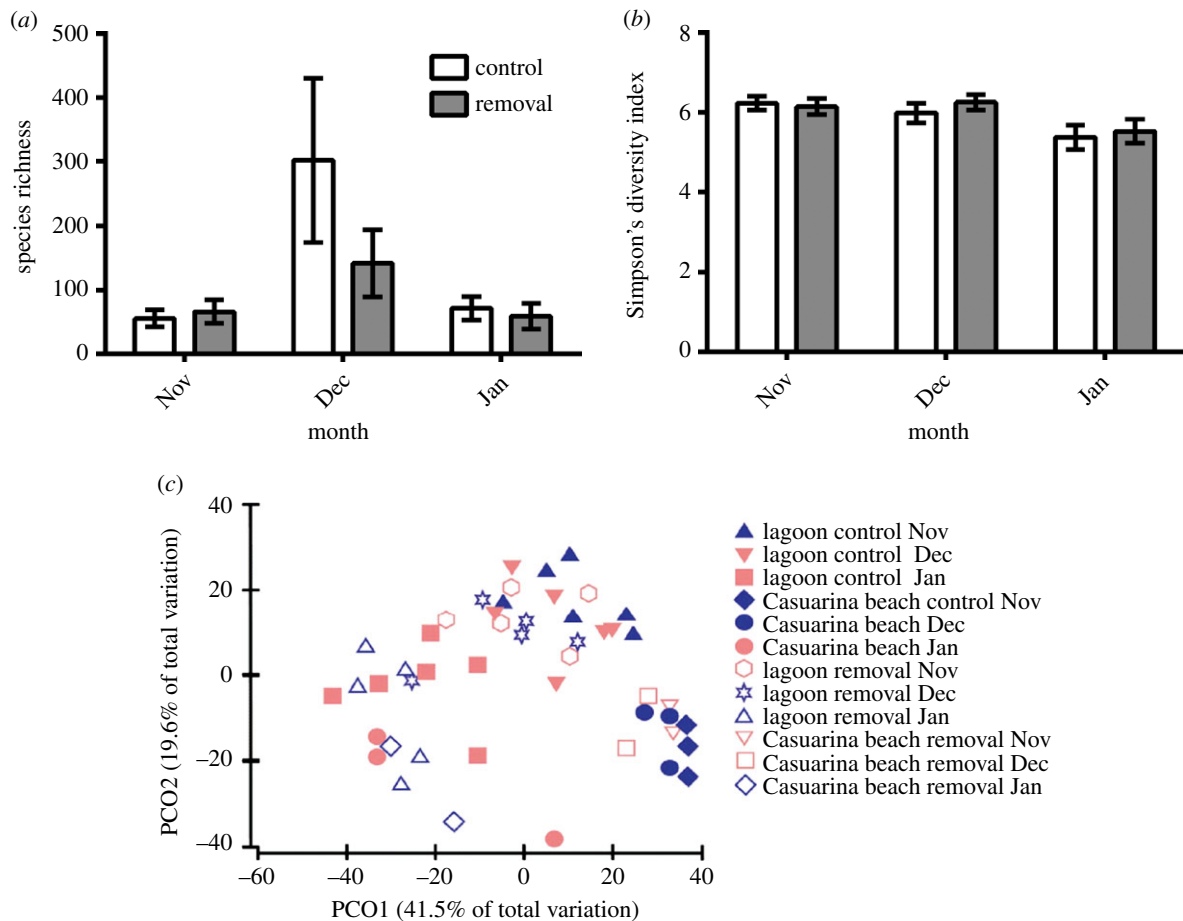 (a)
500
400
300
200
100
0
species richness
control
removal
Nov
Dec
Jan
month
(b)
8
6
4
2
0
Simpson's diversity index
Nov
Dec
Jan
month
(c)
40
20
0
–20
–40
PCO2 (19.6% of total variation)
–60
–40
–20
0
20
40
PCO1 (41.5% of total variation)
lagoon control Nov
lagoon control Dec
lagoon control Jan
Casuarina beach control Nov
Casuarina beach Dec
Casuarina beach Jan
lagoon removal Nov
lagoon removal Dec
lagoon removal Jan
Casuarina beach removal Nov
Casuarina beach removal Dec
Casuarina beach removal Jan